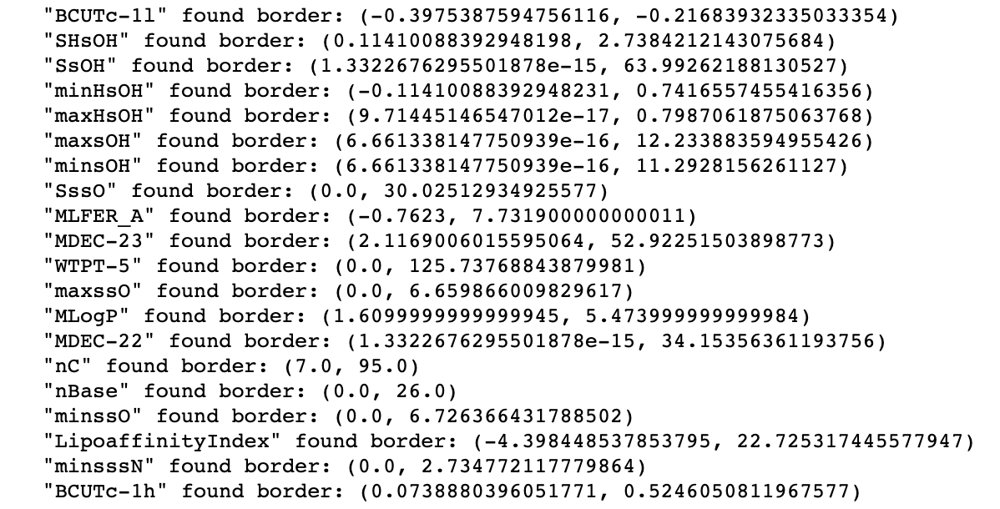 "BCUTc-1l" found border: (-0.3975387594756116, -0.21683932335033354)
"SHsOH" found border: (0.11410088392948198, 2.7384212143075684)
"SsOH" found border: (1.3322676295501878e-15, 63.99262188130527)
"minHsOH" found border: (-0.11410088392948231, 0.7416557455416356)
"maxHsOH" found border: (9.71445146547012e-17, 0.7987061875063768)
"maxsOH" found border: (6.661338147750939e-16, 12.233883594955426)
"minsOH" found border: (6.661338147750939e-16, 11.2928156261127)
"SssO" found border: (0.0, 30.02512934925577)
"MLFER_A" found border: (-0.7623, 7.731900000000011)
"MDEC-23" found border: (2.1169006015595064, 52.92251503898773)
"WTPT-5" found border: (0.0, 125.73768843879981)
"maxssO" found border: (0.0, 6.659866009829617)
"MLogP" found border: (1.6099999999999945, 5.473999999999984)
"MDEC-22" found border: (1.3322676295501878e-15, 34.15356361193756)
"nC" found border: (7.0, 95.0)
"nBase" found border: (0.0, 26.0)
"minssO" found border: (0.0, 6.726366431788502)
"LipoaffinityIndex" found border: (-4.398448537853795, 22.725317445577947)
"minsssN" found border: (0.0, 2.734772117779864)
"BCUTc-1h" found border: (0.0738880396051771, 0.5246050811967577)